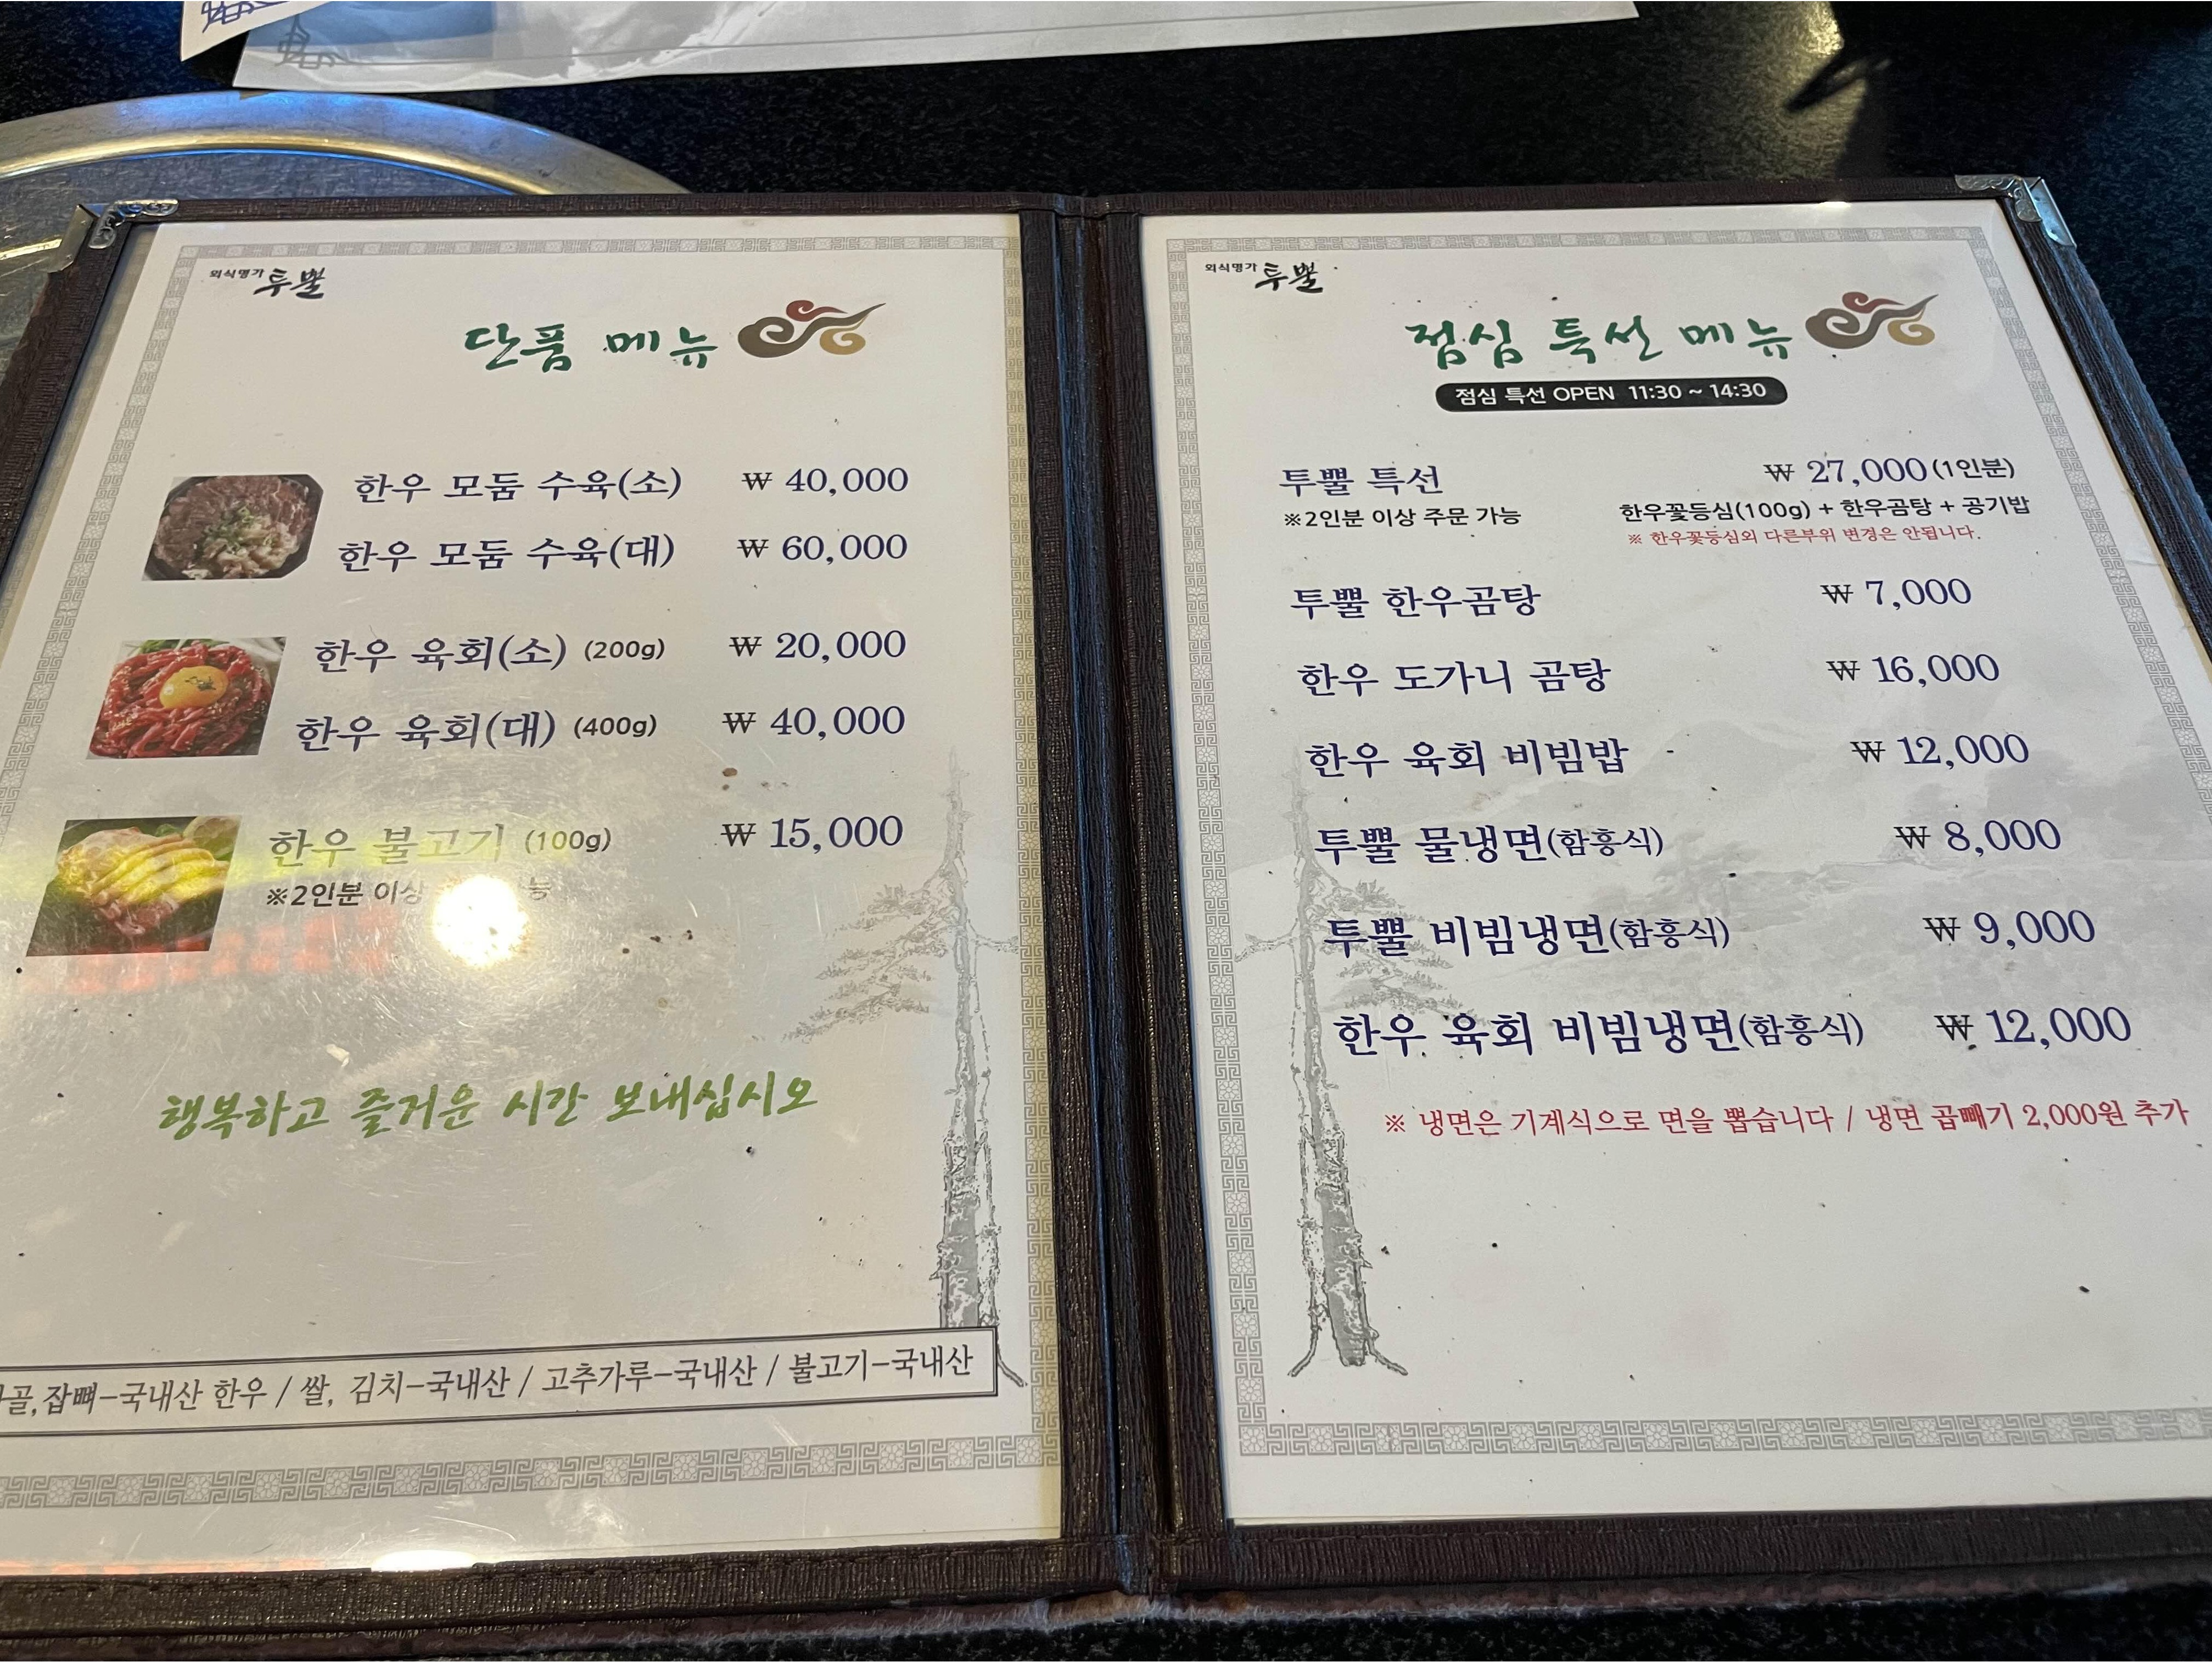 외식명가 투뿔
단품 메뉴
한우 모둠 수육(소) ₩ 40,000
한우 모둠 수육(대) ₩ 60,000
한우 육회(소) (200g) ₩ 20,000
한우 육회(대) (400g) ₩ 40,000
한우 불고기 (100g) ₩ 15,000
※2인분 이상
행복하고 즐거운 시간 보내십시오
잡뼈-국내산 한우 / 쌀, 김치-국내산 / 고추가루-국내산 / 불고기-국내산
외식명가 투뿔
점심 특선 메뉴
점심 특선 OPEN 11:30 ~ 14:30
투뿔 특선 ₩ 27,000(1인분)
※2인분 이상 주문 가능 한우꽃등심(100g) + 한우곰탕 + 공기밥
※ 한우꽃등심외 다른부위 변경은 안됩니다.
투뿔 한우곰탕 ₩ 7,000
한우 도가니 곰탕 ₩ 16,000
한우 육회 비빔밥 ₩ 12,000
투뿔 물냉면(함흥식) ₩ 8,000
투뿔 비빔냉면(함흥식) ₩ 9,000
한우 육회 비빔냉면(함흥식) ₩ 12,000
※ 냉면은 기계식으로 면을 뽑습니다 / 냉면 곱빼기 2,000원 추가